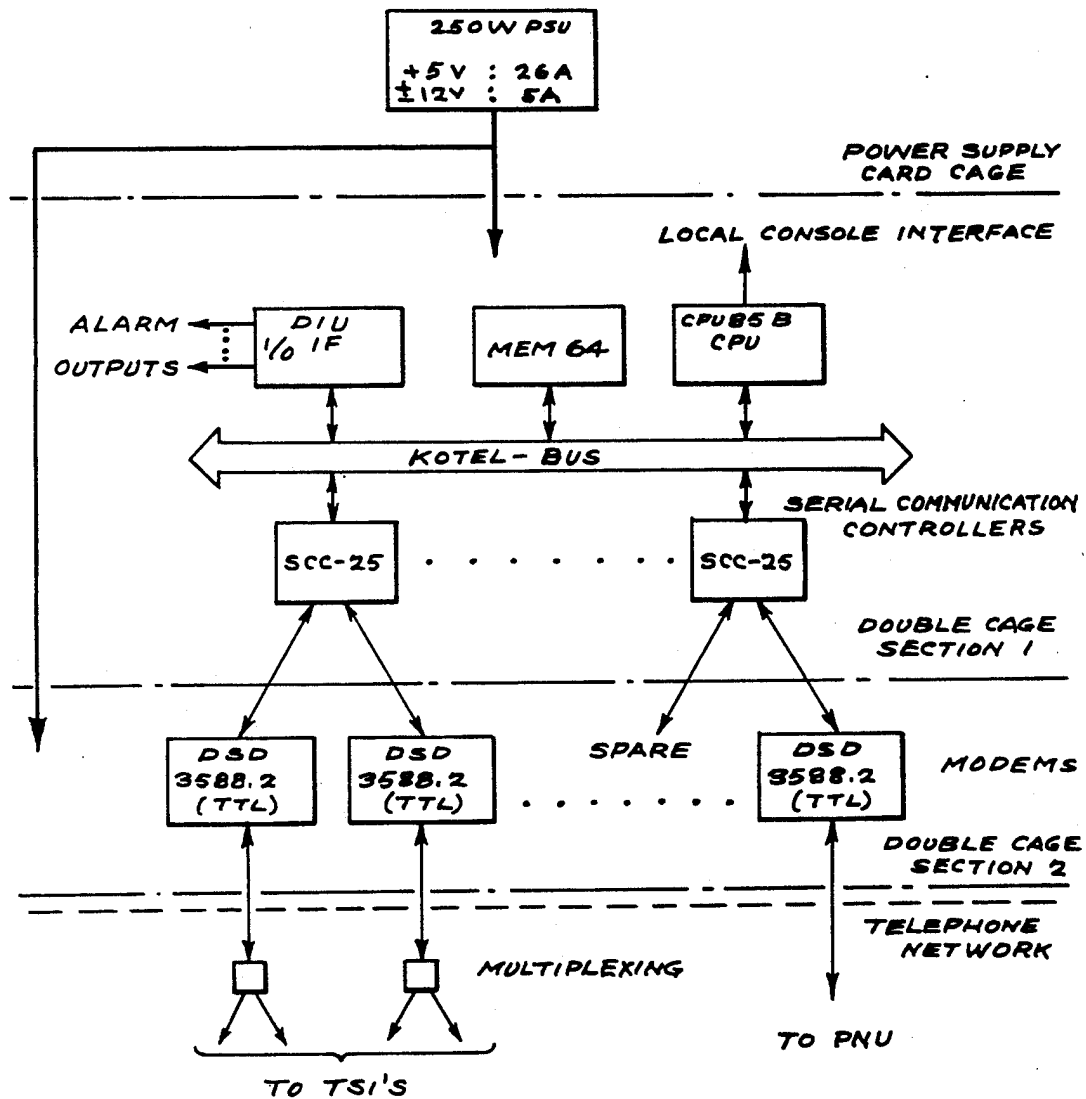 250W PSU
+5V : 26A
±12V : 5A
POWER SUPPLY
CARD CAGE
LOCAL CONSOLE INTERFACE
ALARM
OUTPUTS
DIU
I/O IF
MEM 64
CPU85B
CPU
KOTEL-BUS
SERIAL COMMUNICATION
CONTROLLERS
SCC-25
SCC-25
DOUBLE CAGE
SECTION 1
DSD
3588.2
(TTL)
DSD
3588.2
(TTL)
SPARE
DSD
3588.2
(TTL)
MODEMS
DOUBLE CAGE
SECTION 2
TELEPHONE
NETWORK
MULTIPLEXING
TO PNU
TO TSI'S